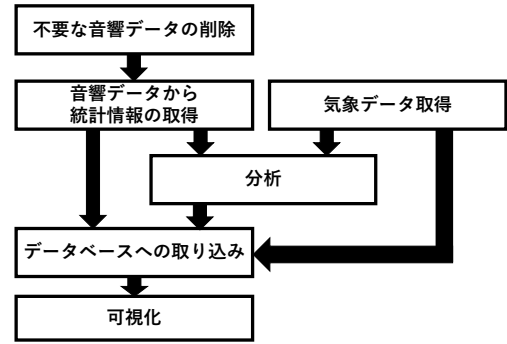 不要な音響データの削除
音響データから
統計情報の取得
気象データ取得
分析
データベースへの取り込み
可視化